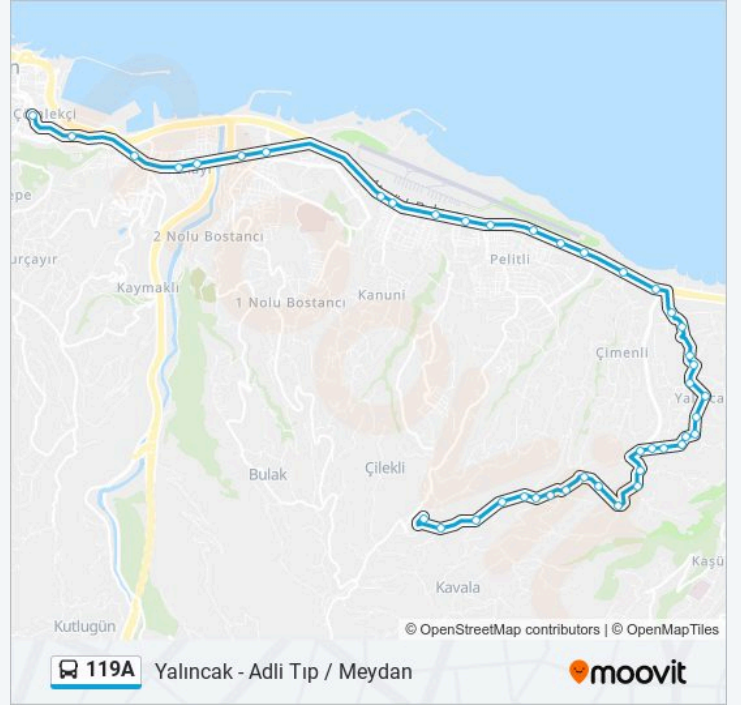 n
Çömlekçi
epe
2 Nolu Bostancı
urçayır
Pelitli
Kaymaklı
1 Nolu Bostancı
Kanuni
Çimenli
Çilekli
Bulak
Kaşü
Kavala
Kutlugün
© OpenStreetMap contributors | © OpenMapTiles
119A Yalıncak - Adli Tıp / Meydan
moovit